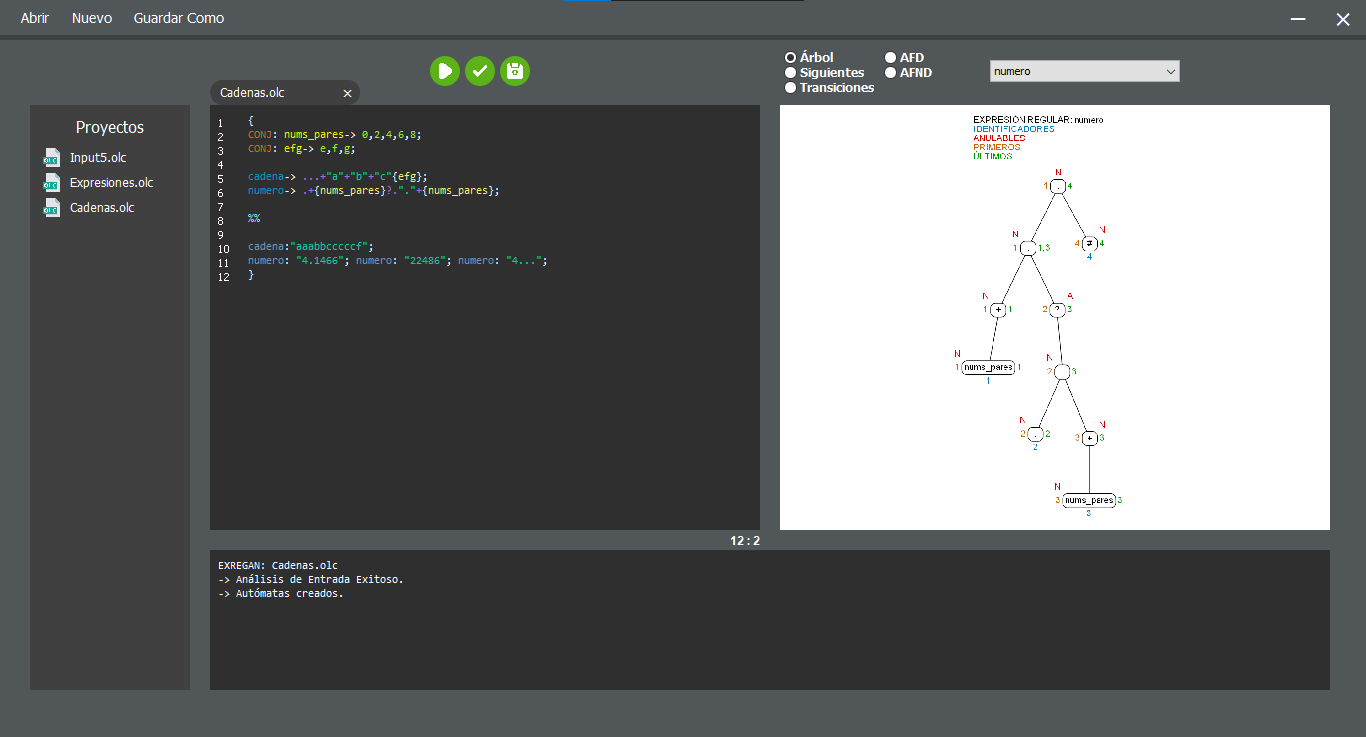 Abrir Nuevo Guardar Como
Árbol AFD
Siguientes AFND
Transiciones
numero
Cadenas.olc
Proyectos
Input5.olc
Expresiones.olc
Cadenas.olc
1 {
2 CONJ: nums_pares-> 0,2,4,6,8;
3 CONJ: efg-> e,f,g;
4
5 cadena-> ...+"a"+"b"+"c"{efg};
6 numero-> .+{nums_pares}?."."+{nums_pares};
7
8 %%
9
10 cadena:"aaabbcccccf";
11 numero: "4.1466"; numero: "22486"; numero: "4...";
12 }
EXPRESION REGULAR: numero
IDENTIFICADORES
ANULABLES
PRIMEROS
ÚLTIMOS
N
4 . 4
N
1 . 1,3
N
4 # 4
4
N
1 + 1
A
2 ? 3
N
1 nums_pares 1
1
N
2 . 3
N
2 . 2
2
N
3 + 3
N
3 nums_pares 3
3
12 : 2
EXREGAN: Cadenas.olc
-> Análisis de Entrada Exitoso.
-> Autómatas creados.